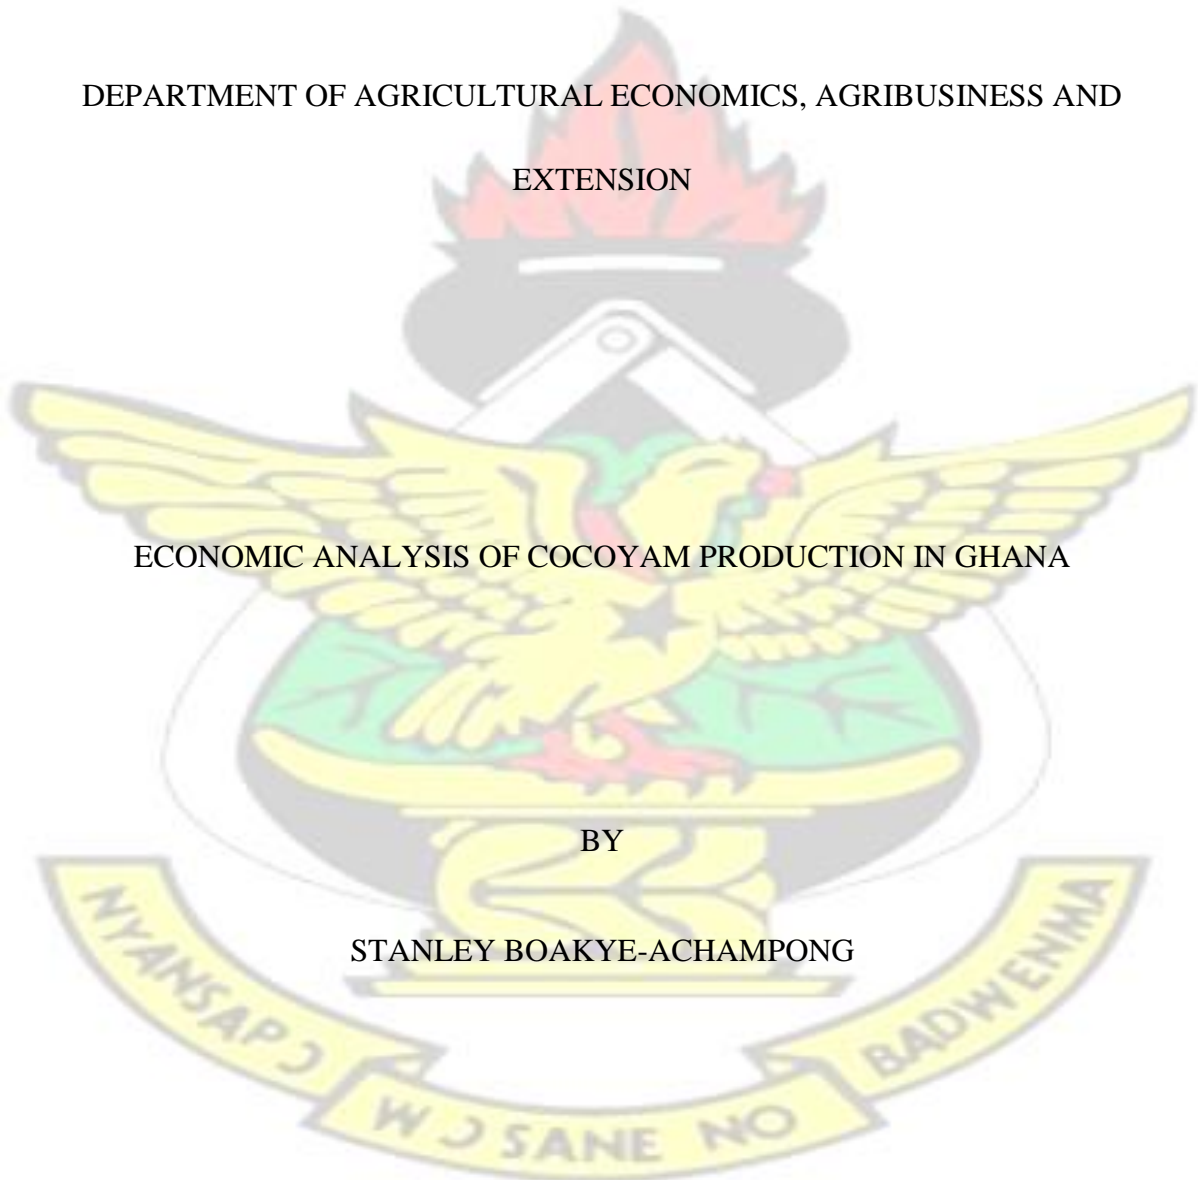 DEPARTMENT OF AGRICULTURAL ECONOMICS, AGRIBUSINESS AND
EXTENSION
ECONOMIC ANALYSIS OF COCOYAM PRODUCTION IN GHANA
BY
STANLEY BOAKYE-ACHAMPONG
NYANSAPƆ WƆSANE NO BADWENMA